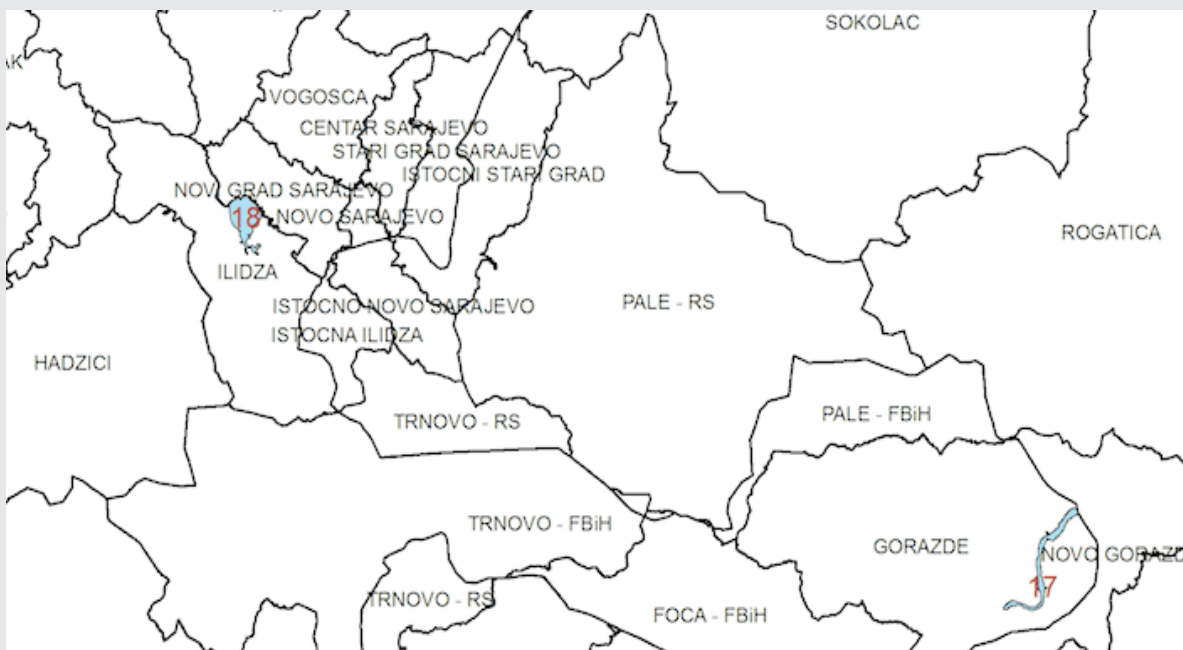 SOKOLAC
VOGOSCA
CENTAR SARAJEVO
STARI GRAD SARAJEVO
ISTOCNI STARI GRAD
NOVI GRAD SARAJEVO
18
NOVO SARAJEVO
ROGATICA
ILIDZA
ISTOCNO NOVO SARAJEVO
PALE - RS
ISTOCNA ILIDZA
HADZICI
TRNOVO - RS
PALE - FBiH
TRNOVO - FBiH
GORAZDE
NOVO GORAZD
17
TRNOVO - RS
FOCA - FBiH